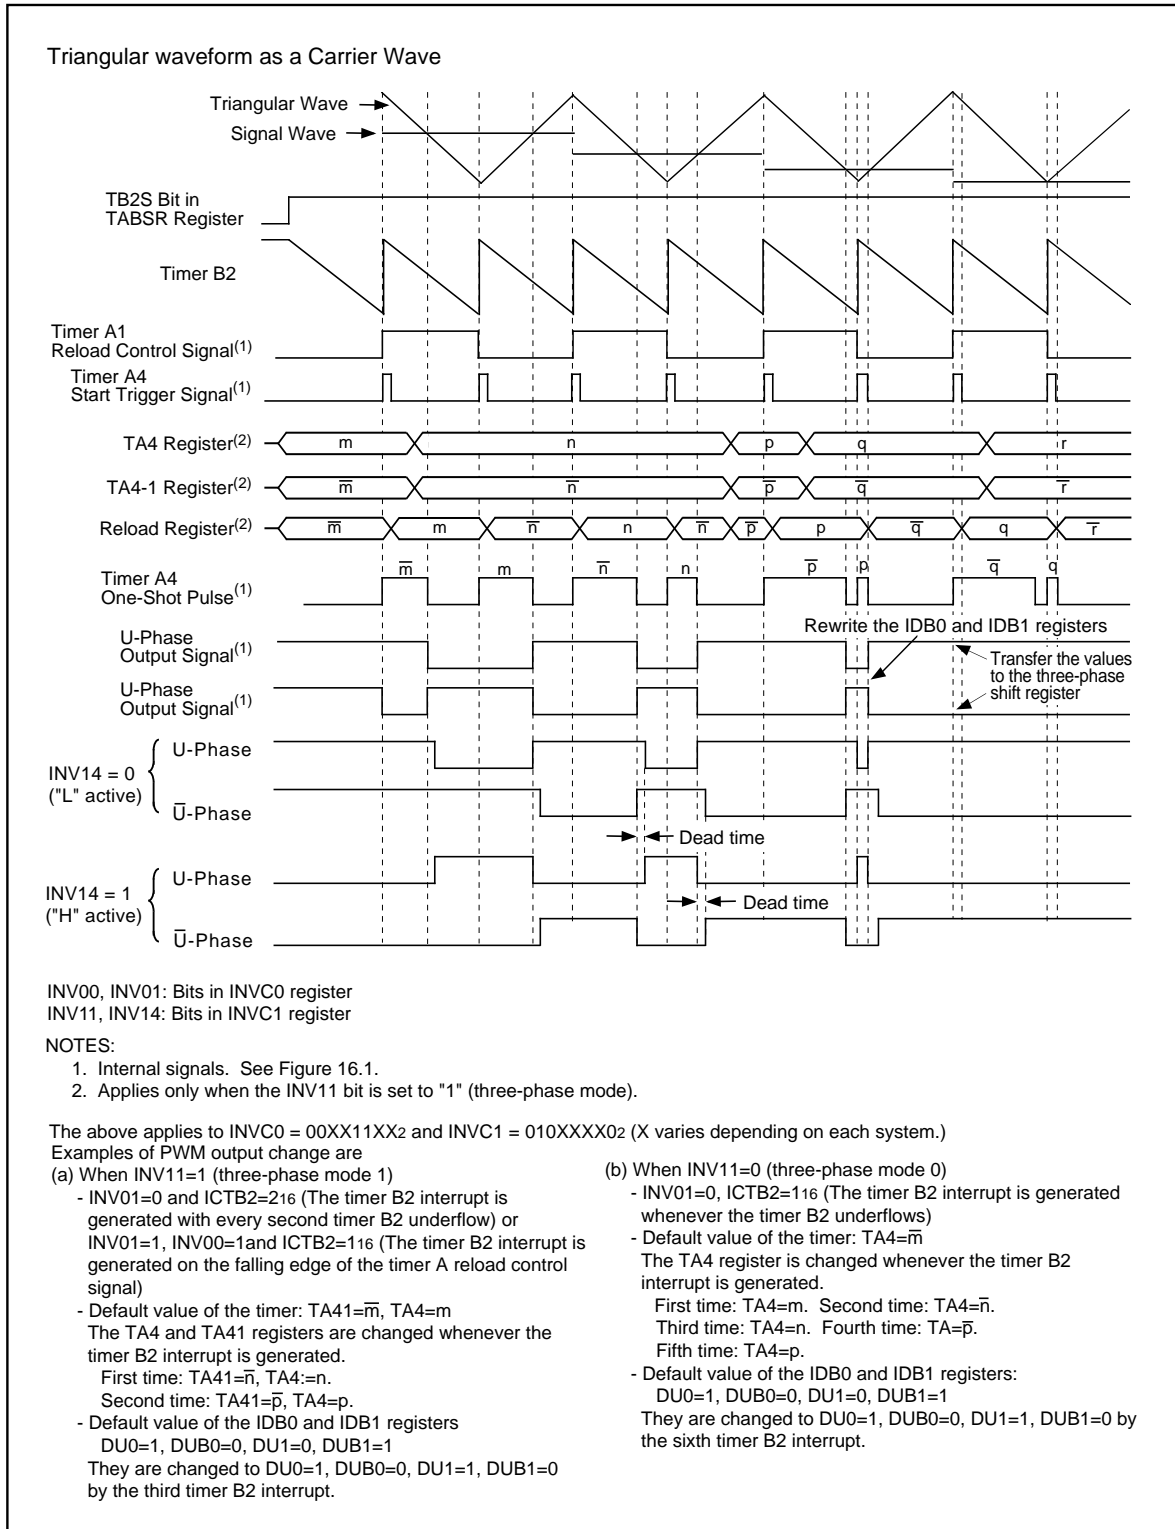 Triangular waveform as a Carrier Wave
Triangular Wave
Signal Wave
TB2S Bit in
TABSR Register
Timer B2
Timer A1
Reload Control Signal(1)
Timer A4
Start Trigger Signal(1)
TA4 Register(2) m n p q r
TA4-1 Register(2) m̅ n̅ p̅ q̅ r̅
Reload Register(2) m̅ m n̅ n n̅ p̅ p q̅ q r̅
Timer A4
One-Shot Pulse(1)
m̅ m n̅ n p̅ p q̅ q
Rewrite the IDB0 and IDB1 registers
U-Phase
Output Signal(1)
Transfer the values
to the three-phase
shift register
U-Phase
Output Signal(1)
INV14 = 0
("L" active)
U-Phase
U̅-Phase
Dead time
INV14 = 1
("H" active)
U-Phase
Dead time
U̅-Phase
INV00, INV01: Bits in INVC0 register
INV11, INV14: Bits in INVC1 register
NOTES:
1. Internal signals. See Figure 16.1.
2. Applies only when the INV11 bit is set to "1" (three-phase mode).
The above applies to INVC0 = 00XX11XX2 and INVC1 = 010XXXX02 (X varies depending on each system.)
Examples of PWM output change are
(a) When INV11=1 (three-phase mode 1)
- INV01=0 and ICTB2=216 (The timer B2 interrupt is
generated with every second timer B2 underflow) or
INV01=1, INV00=1and ICTB2=116 (The timer B2 interrupt is
generated on the falling edge of the timer A reload control
signal)
- Default value of the timer: TA41=m̅, TA4=m
The TA4 and TA41 registers are changed whenever the
timer B2 interrupt is generated.
First time: TA41=n̅, TA4:=n.
Second time: TA41=p̅, TA4=p.
- Default value of the IDB0 and IDB1 registers
DU0=1, DUB0=0, DU1=0, DUB1=1
They are changed to DU0=1, DUB0=0, DU1=1, DUB1=0
by the third timer B2 interrupt.
(b) When INV11=0 (three-phase mode 0)
- INV01=0, ICTB2=116 (The timer B2 interrupt is generated
whenever the timer B2 underflows)
- Default value of the timer: TA4=m̅
The TA4 register is changed whenever the timer B2
interrupt is generated.
First time: TA4=m. Second time: TA4=n̅.
Third time: TA4=n. Fourth time: TA=p̅.
Fifth time: TA4=p.
- Default value of the IDB0 and IDB1 registers:
DU0=1, DUB0=0, DU1=0, DUB1=1
They are changed to DU0=1, DUB0=0, DU1=1, DUB1=0 by
the sixth timer B2 interrupt.